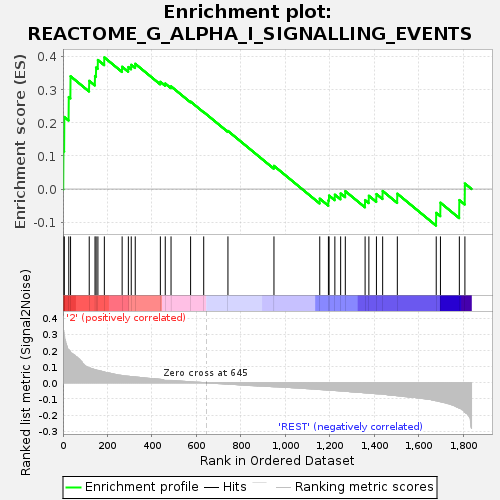 Enrichment plot:
REACTOME_G_ALPHA_I_SIGNALLING_EVENTS
Enrichment score (ES)
0.4
0.3
0.2
0.1
0.0
-0.1
Ranked list metric (Signal2Noise)
0.4
0.3
0.2
0.1
0.0
-0.1
-0.2
-0.3
'2' (positively correlated)
Zero cross at 645
'REST' (negatively correlated)
0
200
400
600
800
1,000
1,200
1,400
1,600
1,800
Rank in Ordered Dataset
Enrichment profile
Hits
Ranking metric scores